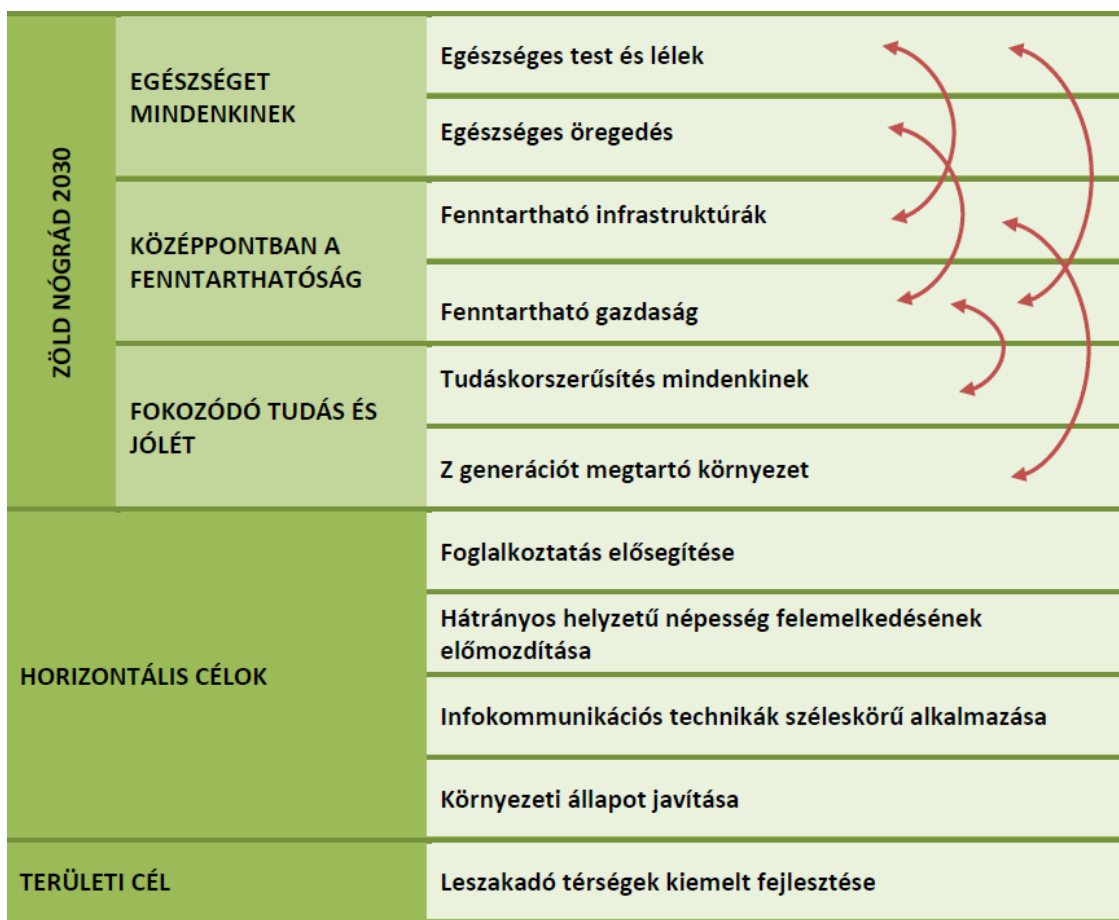 ZÖLD NÓGRÁD 2030
EGÉSZSÉGET
MINDENKINEK
Egészséges test és lélek
Egészséges öregedés
KÖZÉPPONTBAN A
FENNTARTHATÓSÁG
Fenntartható infrastruktúrák
Fenntartható gazdaság
FOKOZÓDÓ TUDÁS ÉS
JÓLÉT
Tudáskorszerűsítés mindenkinek
Z generációt megtartó környezet
HORIZONTÁLIS CÉLOK
Foglalkoztatás elősegítése
Hátrányos helyzetű népesség felemelkedésének
előmozdítása
Infokommunikációs technikák széleskörű alkalmazása
Környezeti állapot javítása
TERÜLETI CÉL
Leszakadó térségek kiemelt fejlesztése